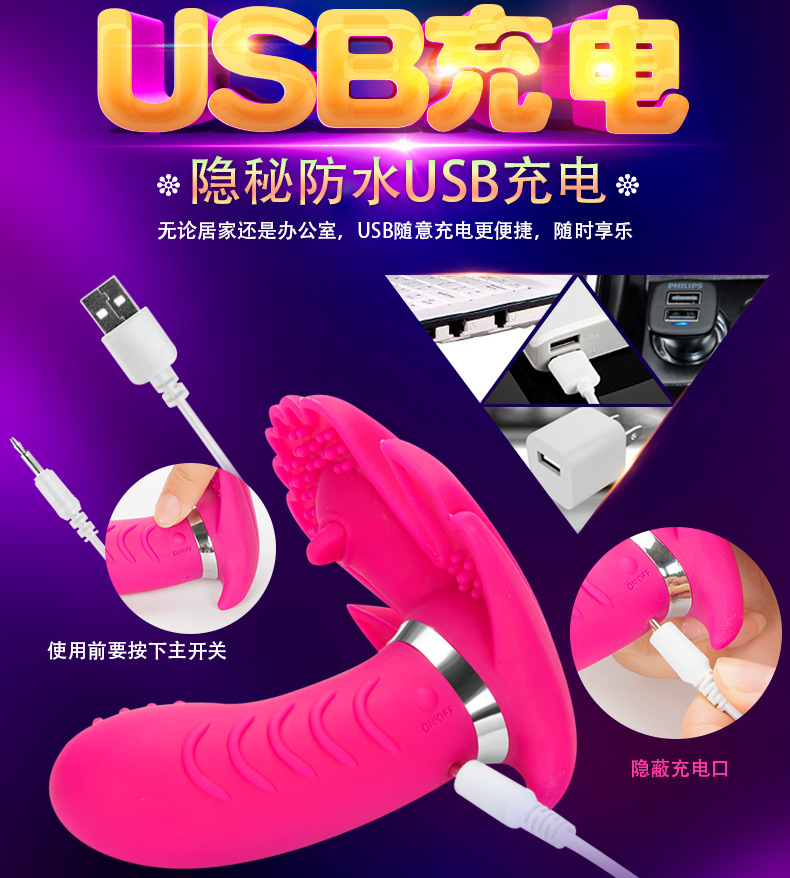 USB充电
隐秘防水USB充电
无论居家还是办公室，USB随意充电更便捷，随时享乐
PHILIPS
ON/OFF
ON/OFF
使用前要按下主开关
ON/OFF
隐蔽充电口